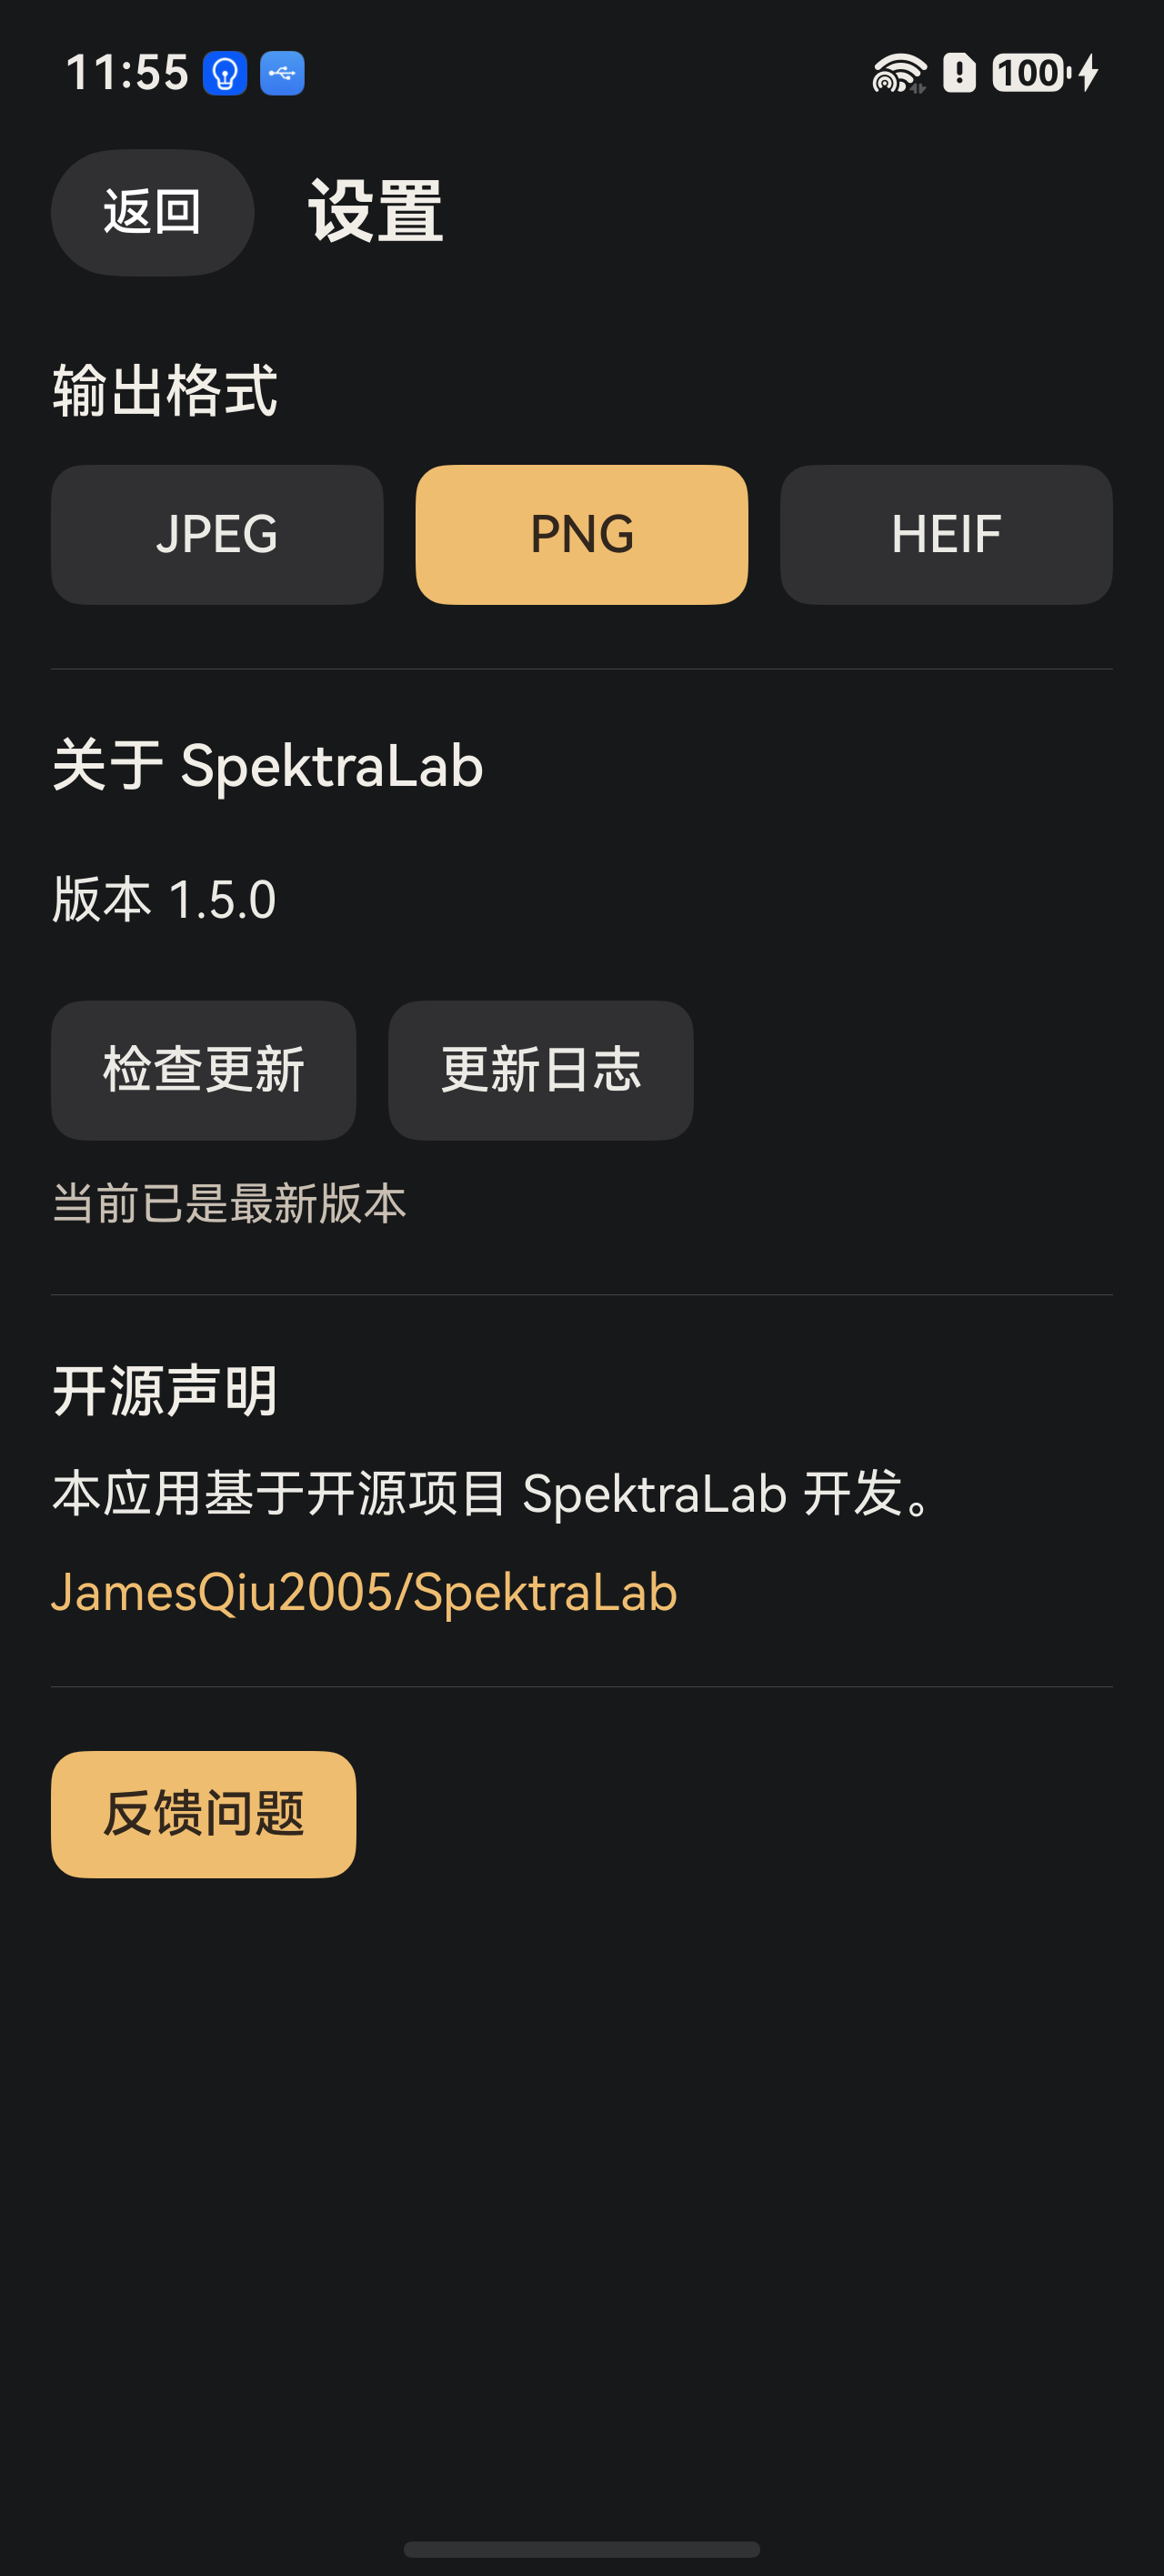 11:55
100
返回
设置
输出格式
JPEG
PNG
HEIF
关于 SpektraLab
版本 1.5.0
检查更新
更新日志
当前已是最新版本
开源声明
本应用基于开源项目 SpektraLab 开发。
JamesQiu2005/SpektraLab
反馈问题